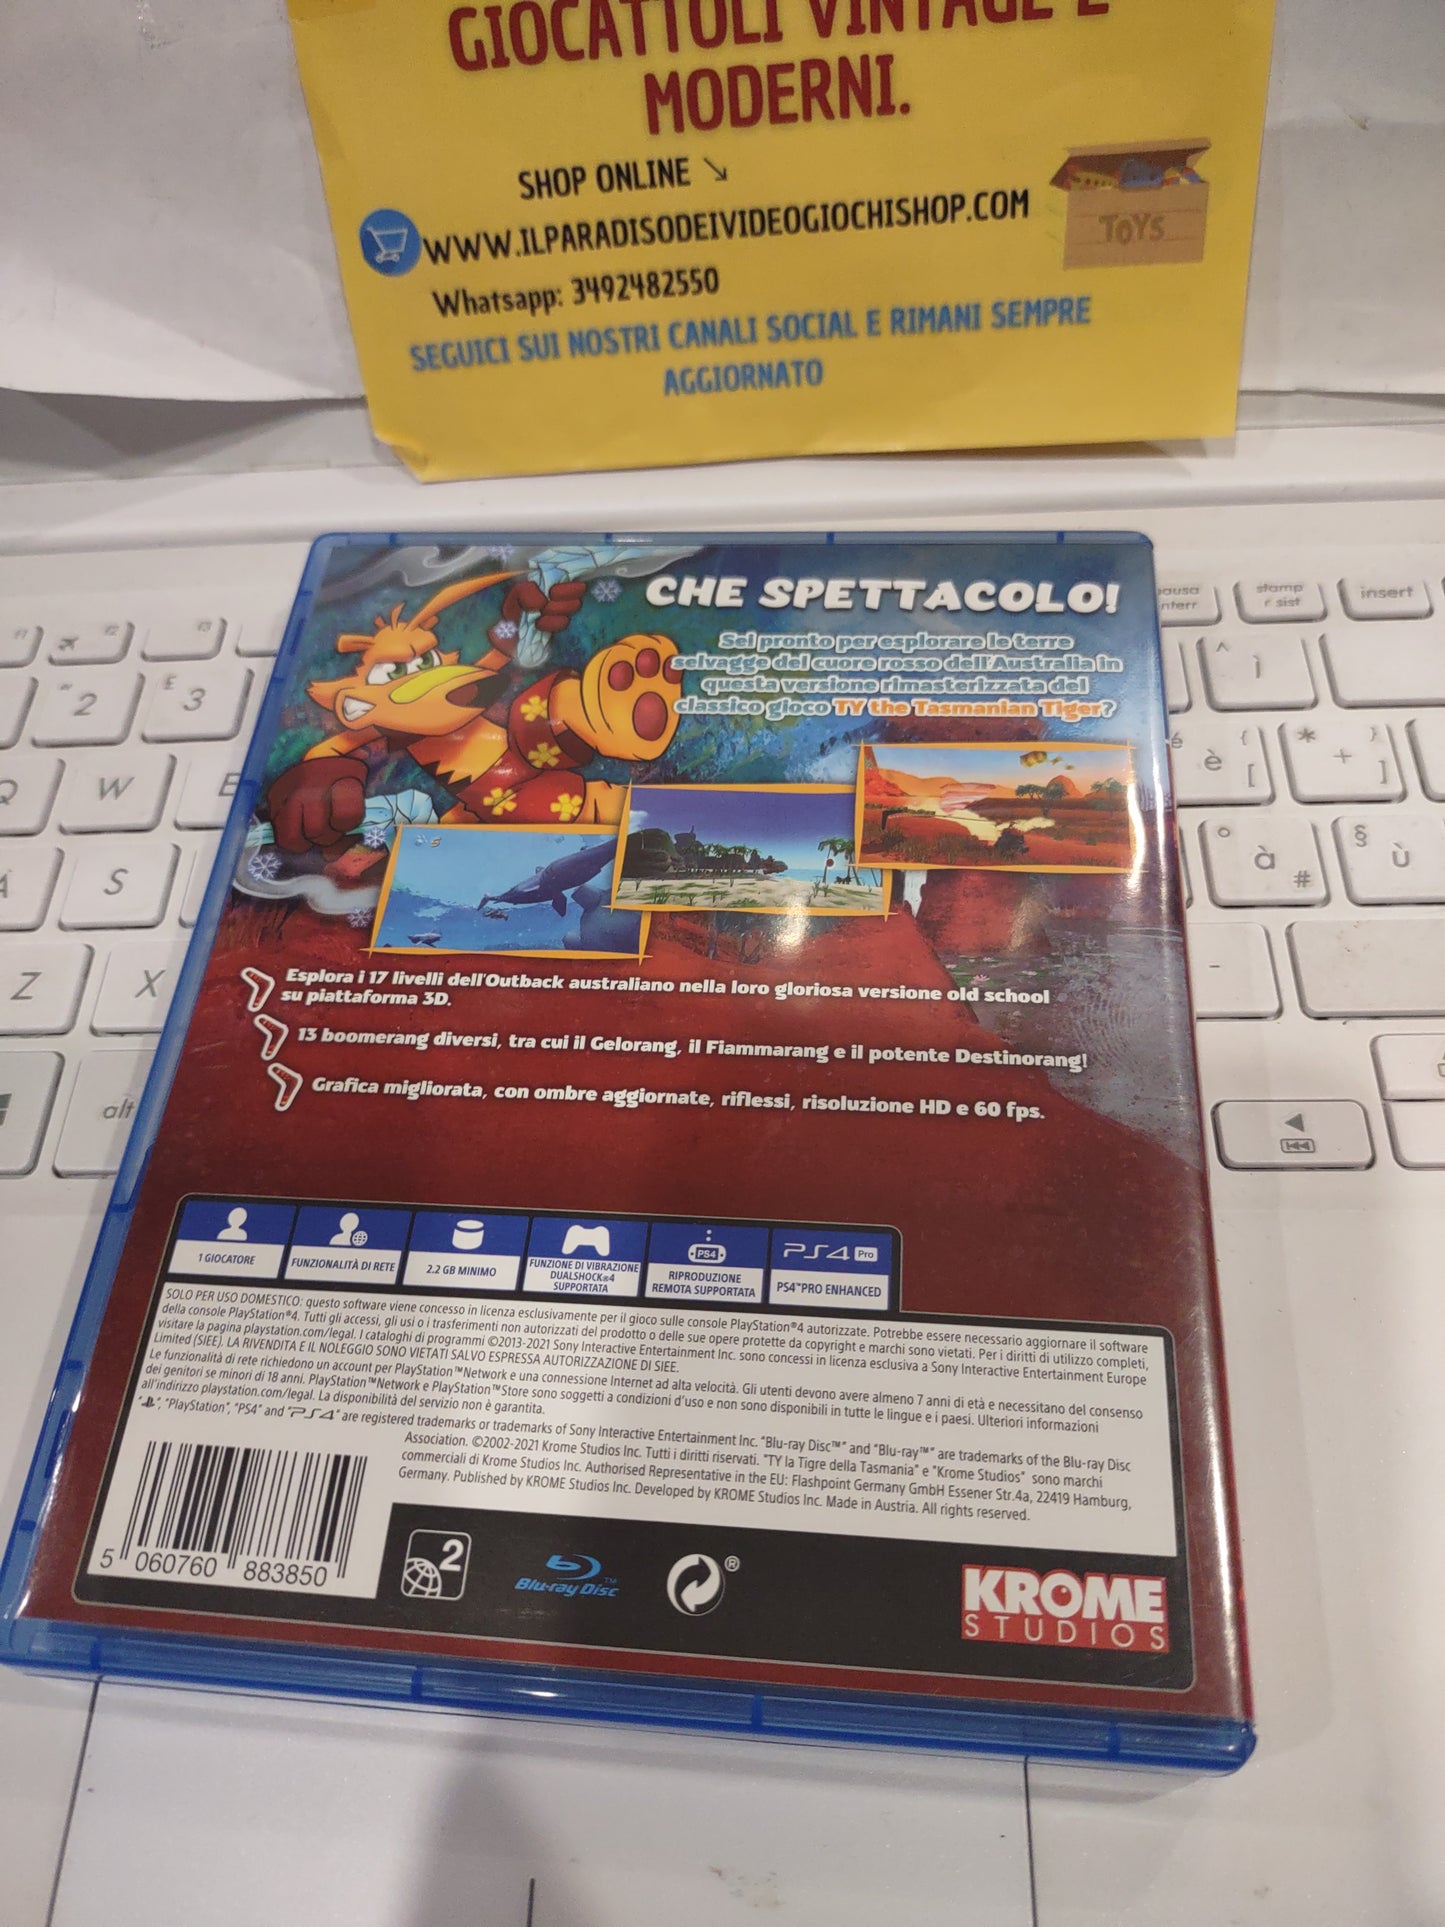 GIOCATTOLI VINTAGE E
MODERNI.
SHOP ONLINE ↘
WWW.ILPARADISODEIVIDEOGIOCHISHOP.COM
TOYS
Whatsapp: 3492482550
SEGUICI SUI NOSTRI CANALI SOCIAL E RIMANI SEMPRE
AGGIORNATO
stamp
r sist
insert
2
£
3
W
E
S
Z
X
alt
^
ì
é
è
{
[
*
+
}
]
°
à
#
§
ù
-
CHE SPETTACOLO!
Sei pronto per esplorare le terre
selvagge del cuore rosso dell'Australia in
questa versione rimasterizzata del
classico gioco TY the Tasmanian Tiger?
Esplora i 17 livelli dell'Outback australiano nella loro gloriosa versione old school
su piattaforma 3D.
13 boomerang diversi, tra cui il Gelorang, il Fiammarang e il potente Destinorang!
Grafica migliorata, con ombre aggiornate, riflessi, risoluzione HD e 60 fps.
1 GIOCATORE
FUNZIONALITÀ DI RETE
2.2 GB MINIMO
FUNZIONE DI VIBRAZIONE
DUALSHOCK®4
SUPPORTATA
PS4
RIPRODUZIONE
REMOTA SUPPORTATA
PS4 Pro
PS4™PRO ENHANCED
SOLO PER USO DOMESTICO: questo software viene concesso in licenza esclusivamente per il gioco sulle console PlayStation®4 autorizzate. Potrebbe essere necessario aggiornare il software
della console PlayStation®4. Tutti gli accessi, gli usi o i trasferimenti non autorizzati del prodotto o delle sue opere protette da copyright e marchi sono vietati. Per i diritti di utilizzo completi,
visitare la pagina playstation.com/legal. I cataloghi di programmi ©2013-2021 Sony Interactive Entertainment Inc. sono concessi in licenza esclusiva a Sony Interactive Entertainment Europe
Limited (SIEE). LA RIVENDITA E IL NOLEGGIO SONO VIETATI SALVO ESPRESSA AUTORIZZAZIONE DI SIEE.
Le funzionalità di rete richiedono un account per PlayStation™Network e una connessione Internet ad alta velocità. Gli utenti devono avere almeno 7 anni di età e necessitano del consenso
dei genitori se minori di 18 anni. PlayStation™Network e PlayStation™Store sono soggetti a condizioni d'uso e non sono disponibili in tutte le lingue e i paesi. Ulteriori informazioni
all'indirizzo playstation.com/legal. La disponibilità del servizio non è garantita.
"PlayStation", "PS4" and "PS4" are registered trademarks or trademarks of Sony Interactive Entertainment Inc. "Blu-ray Disc™" and "Blu-ray™" are trademarks of the Blu-ray Disc
Association. ©2002-2021 Krome Studios Inc. Tutti i diritti riservati. "TY la Tigre della Tasmania" e "Krome Studios" sono marchi
commerciali di Krome Studios Inc. Authorised Representative in the EU: Flashpoint Germany GmbH Essener Str.4a, 22419 Hamburg,
Germany. Published by KROME Studios Inc. Developed by KROME Studios Inc. Made in Austria. All rights reserved.
5 060760 883850
2
Blu-ray Disc™
®
KROME
STUDIOS